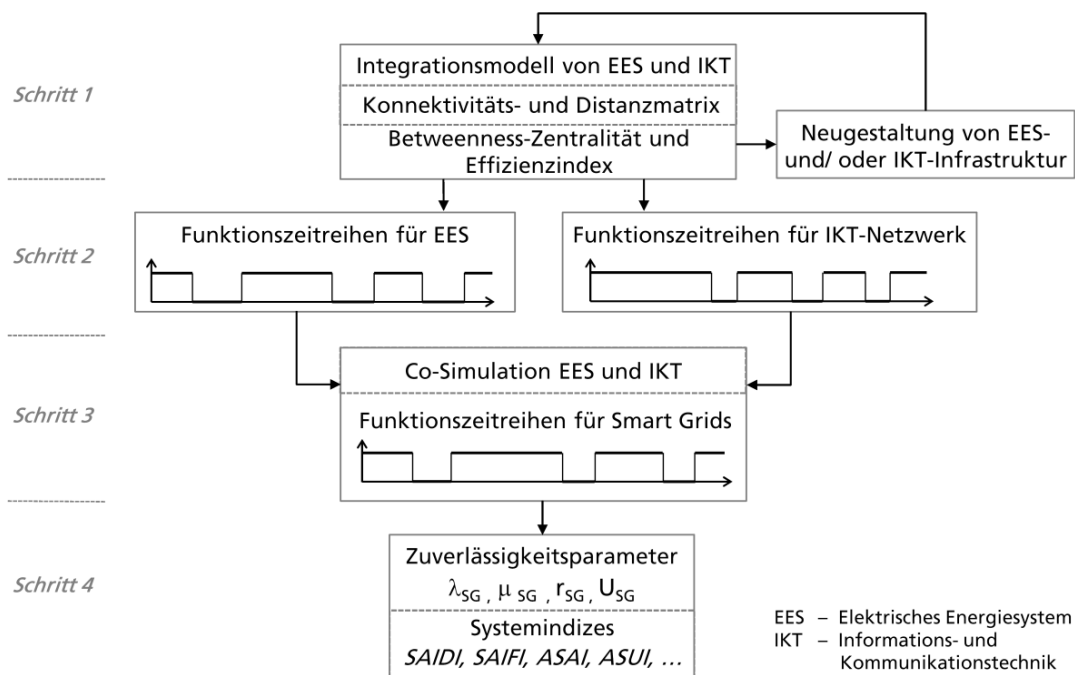 Schritt 1
Integrationsmodell von EES und IKT
Konnektivitäts- und Distanzmatrix
Betweenness-Zentralität und
Effizienzindex
Neugestaltung von EES-
und/ oder IKT-Infrastruktur
Schritt 2
Funktionszeitreihen für EES
Funktionszeitreihen für IKT-Netzwerk
Schritt 3
Co-Simulation EES und IKT
Funktionszeitreihen für Smart Grids
Schritt 4
Zuverlässigkeitsparameter
λSG , μ SG , rSG, USG
Systemindizes
SAIDI, SAIFI, ASAI, ASUI, ...
EES – Elektrisches Energiesystem
IKT – Informations- und
Kommunikationstechnik